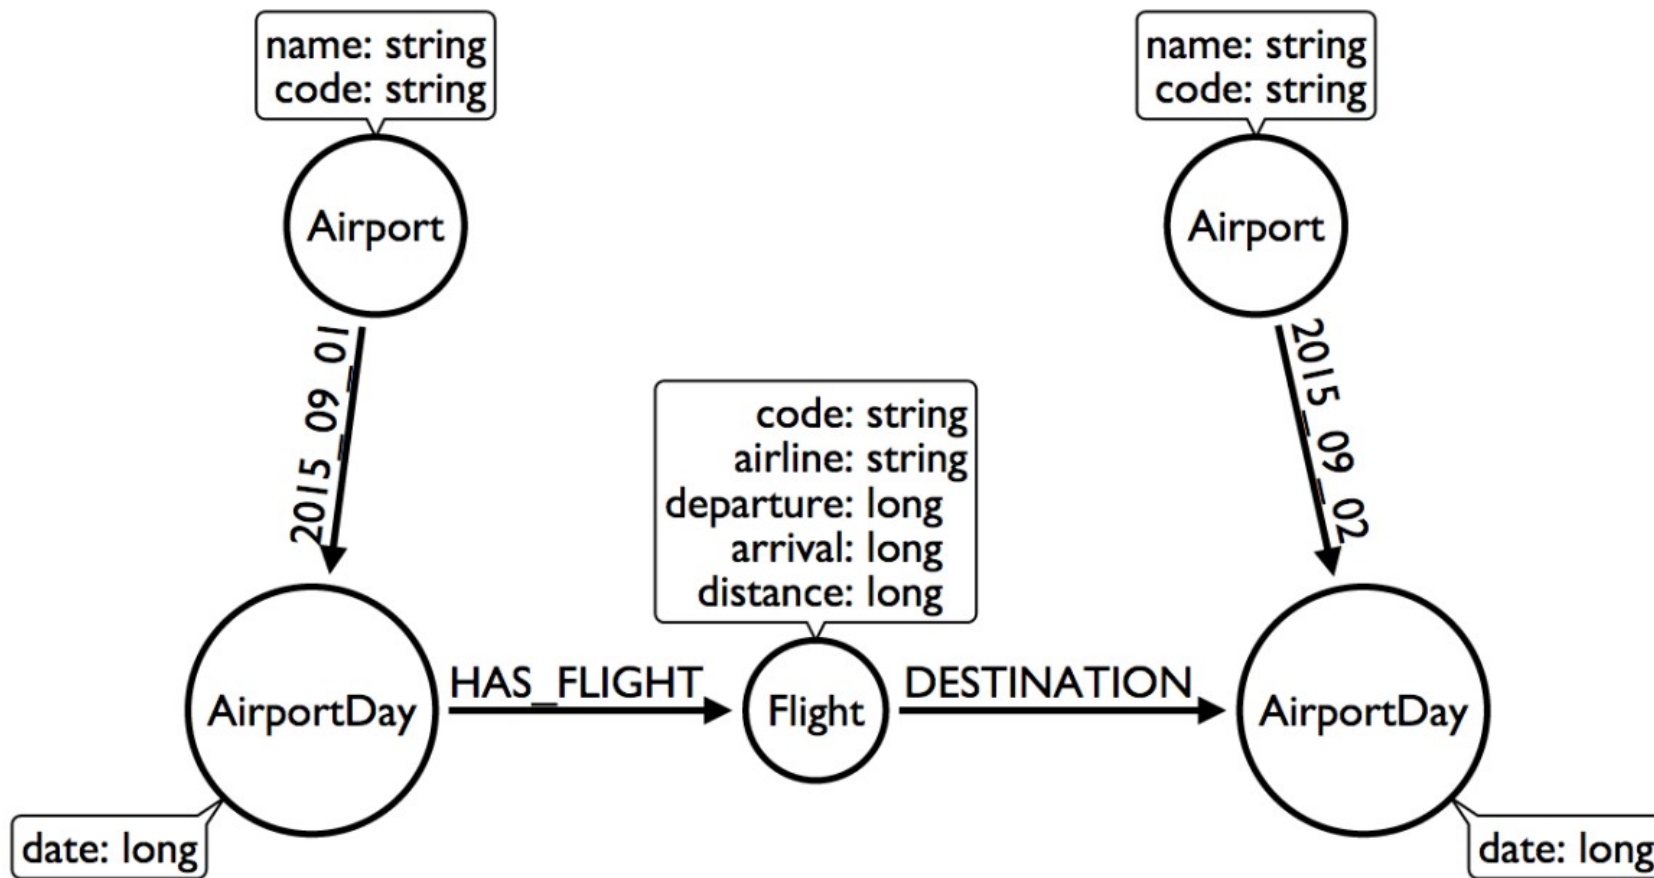 name: string
code: string
name: string
code: string
Airport
Airport
2015_09_01
2015_09_02
code: string
airline: string
departure: long
arrival: long
distance: long
AirportDay
HAS_FLIGHT
Flight
DESTINATION
AirportDay
date: long
date: long